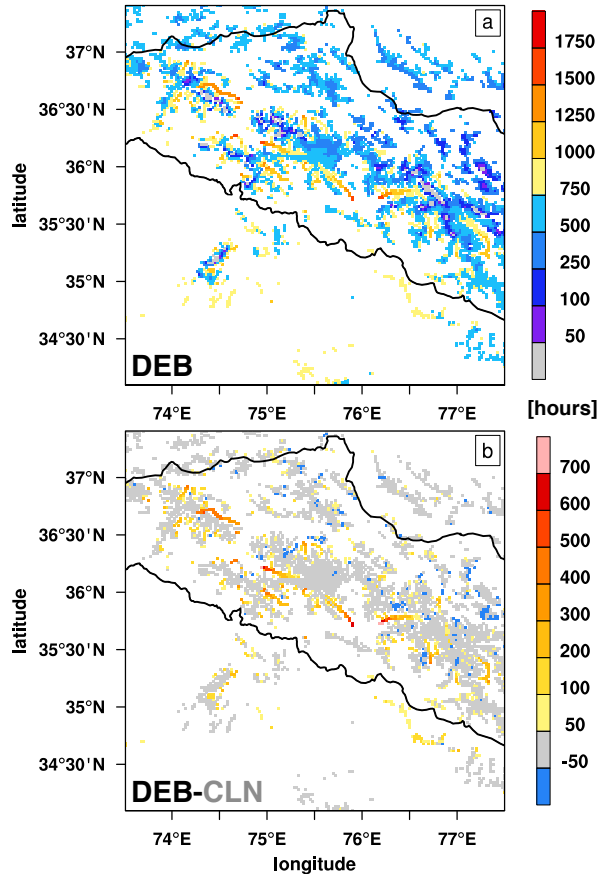 a
37°N
36°30'N
36°N
35°30'N
35°N
34°30'N
latitude
DEB
74°E 75°E 76°E 77°E
1750
1500
1250
1000
750
500
250
100
50
[hours]
b
37°N
36°30'N
36°N
35°30'N
35°N
34°30'N
latitude
DEB-CLN
74°E 75°E 76°E 77°E
longitude
700
600
500
400
300
200
100
50
-50